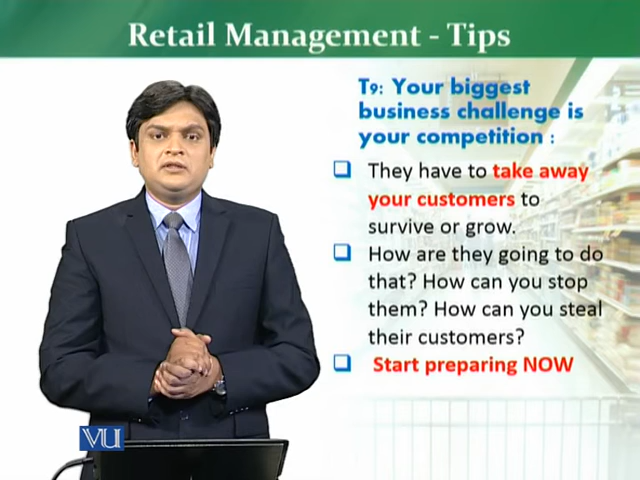 Retail Management - Tips
T9: Your biggest
business challenge is
your competition :
They have to take away
your customers to
survive or grow.
How are they going to do
that? How can you stop
them? How can you steal
their customers?
Start preparing NOW
VU